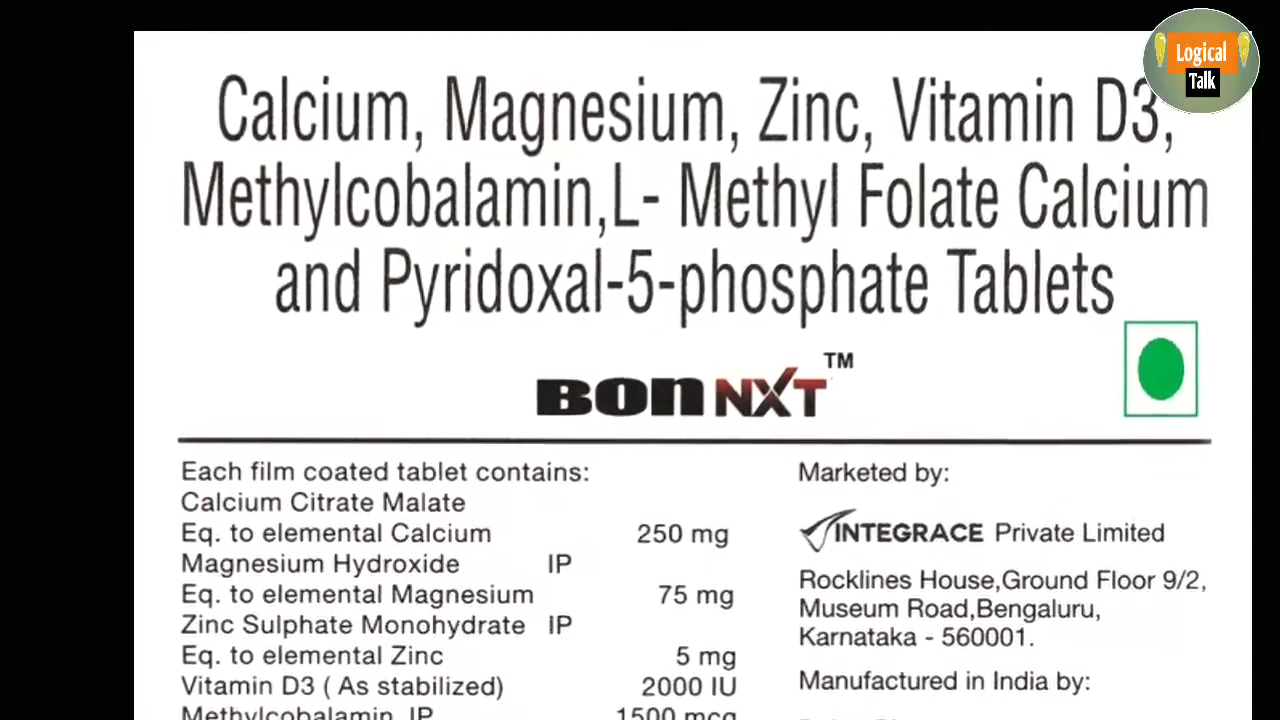 Logical
Talk
Calcium, Magnesium, Zinc, Vitamin D3,
Methylcobalamin,L- Methyl Folate Calcium
and Pyridoxal-5-phosphate Tablets
BON NXT™
Each film coated tablet contains:
Calcium Citrate Malate
Eq. to elemental Calcium 250 mg
Magnesium Hydroxide IP
Eq. to elemental Magnesium 75 mg
Zinc Sulphate Monohydrate IP
Eq. to elemental Zinc 5 mg
Vitamin D3 ( As stabilized) 2000 IU
Methylcobalamin IP 1500 mcg
Marketed by:
INTEGRACE Private Limited
Rocklines House,Ground Floor 9/2,
Museum Road,Bengaluru,
Karnataka - 560001.
Manufactured in India by: